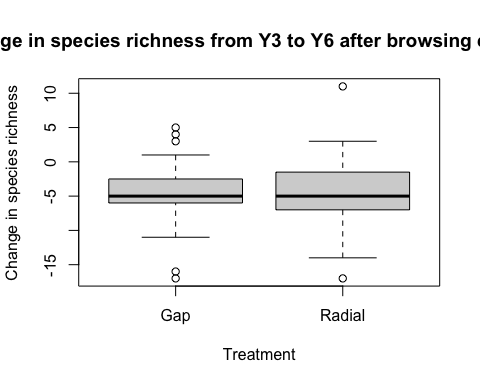 ge in species richness from Y3 to Y6 after browsing
Change in species richness
10
5
0
-5
-15
Gap Radial
Treatment